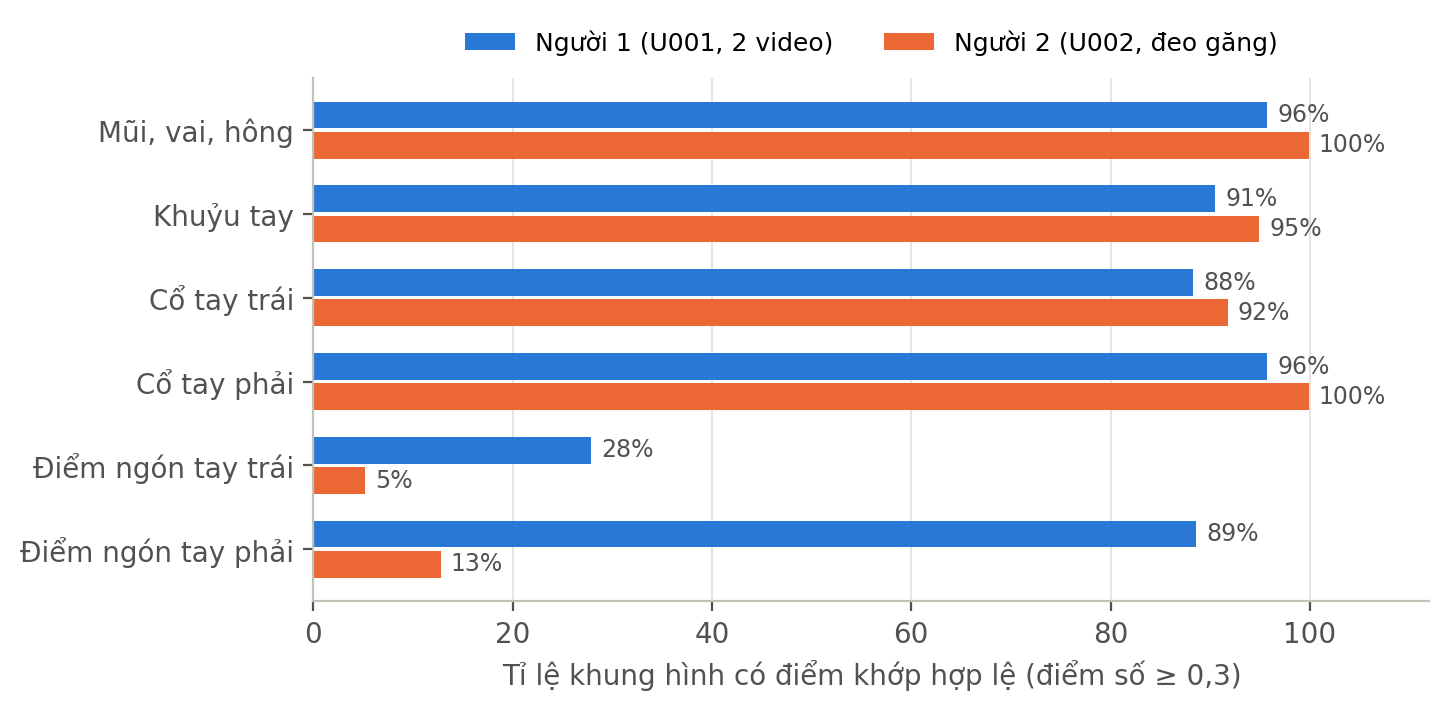 Người 1 (U001, 2 video) Người 2 (U002, đeo găng)
Mũi, vai, hông 96% 100%
Khuỷu tay 91% 95%
Cổ tay trái 88% 92%
Cổ tay phải 96% 100%
Điểm ngón tay trái 28% 5%
Điểm ngón tay phải 89% 13%
0 20 40 60 80 100
Tỉ lệ khung hình có điểm khớp hợp lệ (điểm số ≥ 0,3)